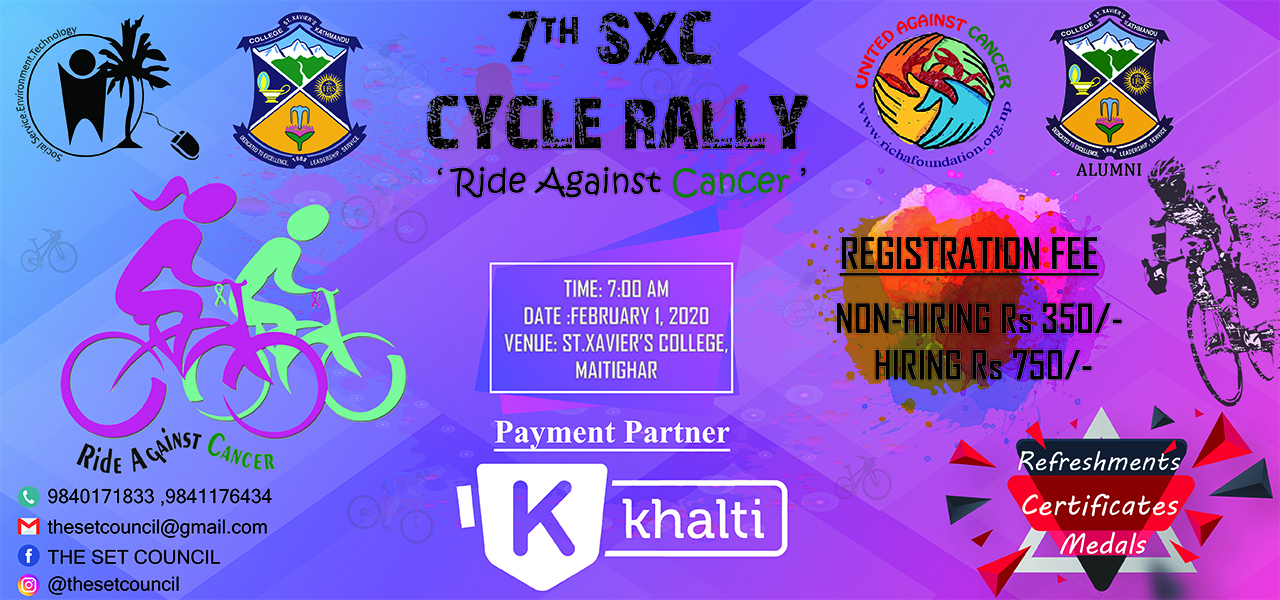 Social Service.Environment.Technology
COLLEGE ST.XAVIER'S KATHMANDU
IHS
DEDICATED TO EXCELLENCE, LEADERSHIP, SERVICE
1988
7TH SXC
CYCLE RALLY
‘ Ride Against Cancer ’
UNITED AGAINST CANCER
www.richafoundation.org.np
COLLEGE ST.XAVIER'S KATHMANDU
IHS
DEDICATED TO EXCELLENCE, LEADERSHIP, SERVICE
1988
ALUMNI
Ride Against Cancer
TIME: 7:00 AM
DATE :FEBRUARY 1, 2020
VENUE: ST.XAVIER'S COLLEGE,
MAITIGHAR
REGISTRATION FEE
NON-HIRING Rs 350/-
HIRING Rs 750/-
Payment Partner
K khalti
9840171833 ,9841176434
thesetcouncil@gmail.com
THE SET COUNCIL
@thesetcouncil
Refreshments
Certificates
Medals